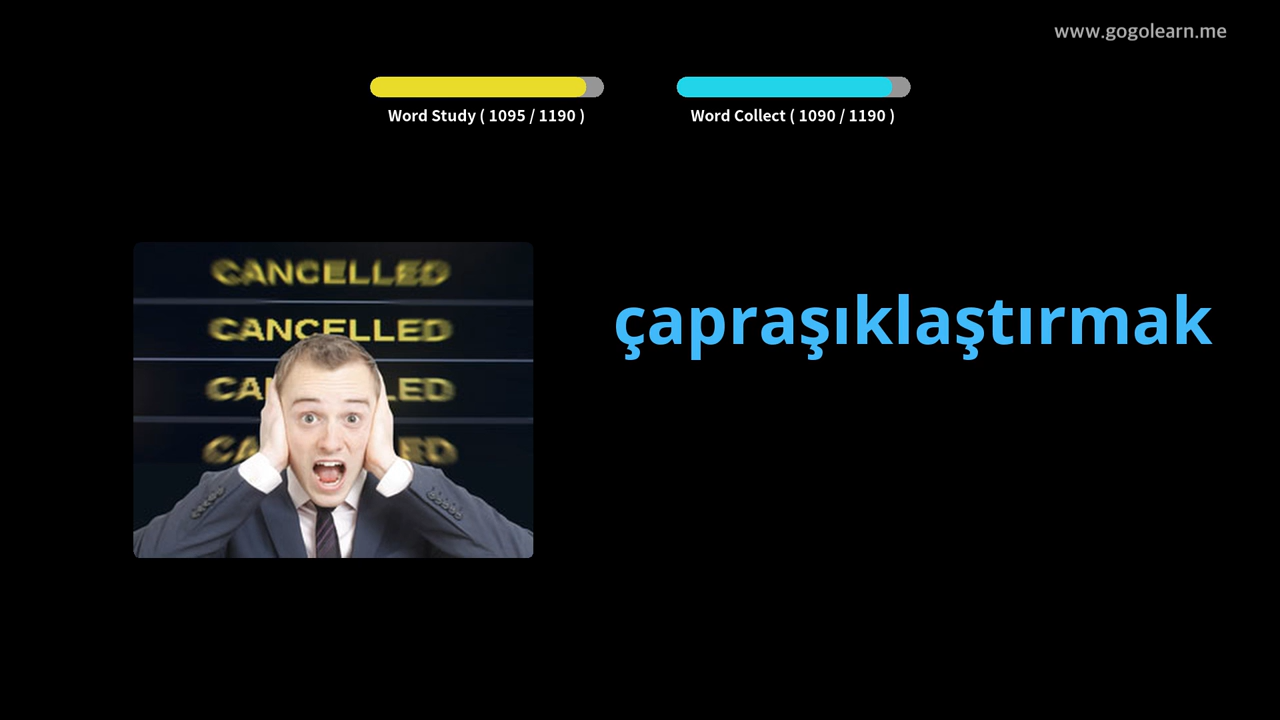 www.gogolearn.me
Word Study ( 1095 / 1190 )
Word Collect ( 1090 / 1190 )
CANCELLED
CANCELLED
çapraşıklaştırmak